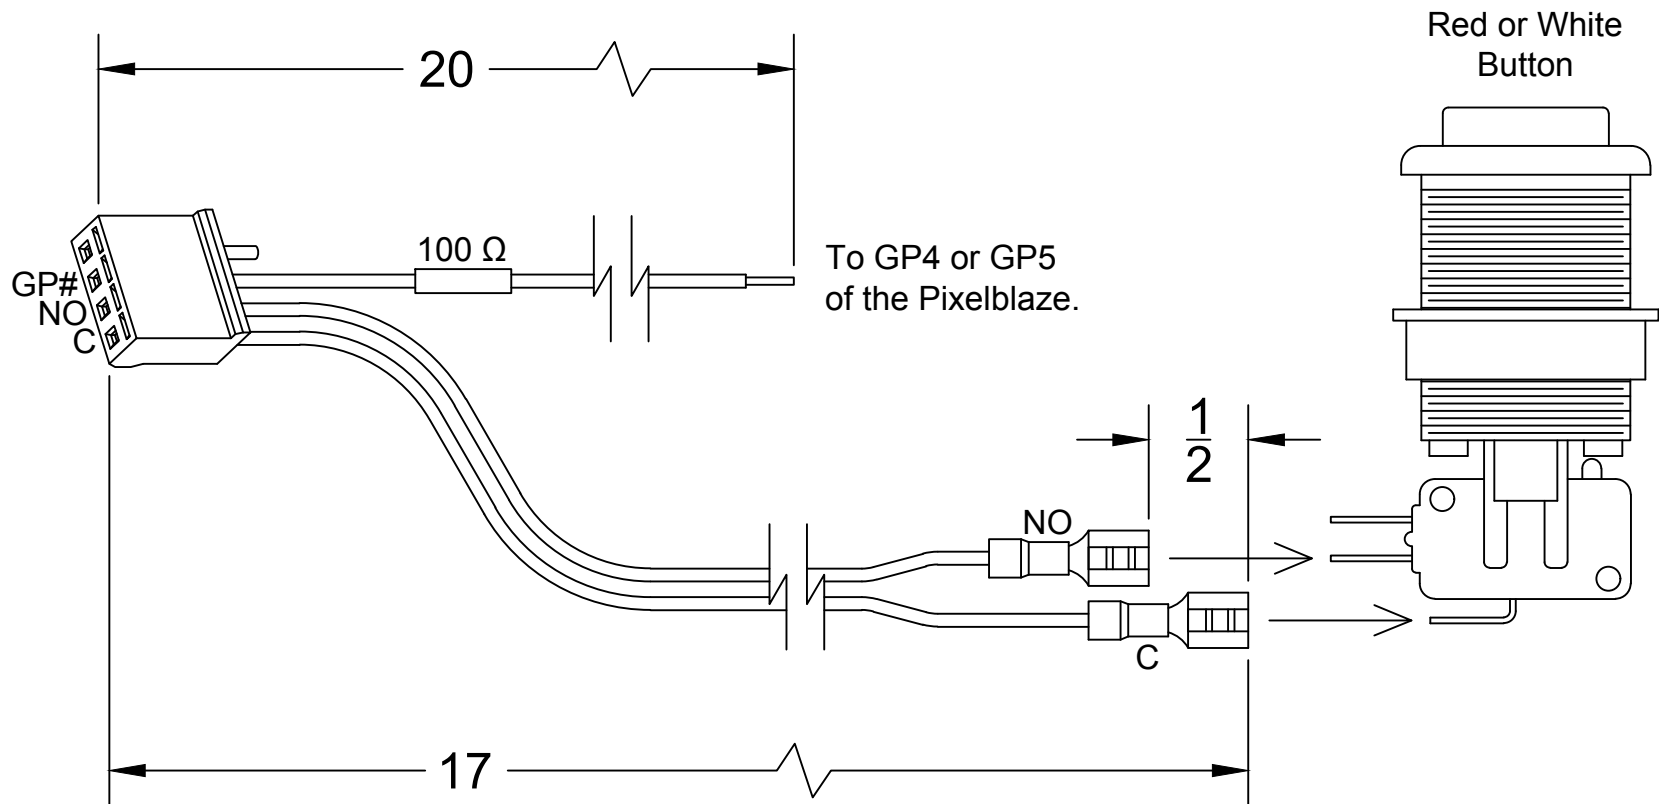 Red or White
Button
20
100 Ω
To GP4 or GP5
of the Pixelblaze.
GP#
NO
C
1
2
NO
C
17